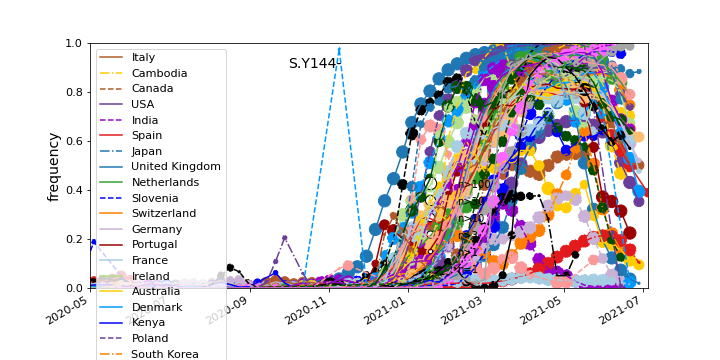 S.Y144-
1.0
0.8
0.6
0.4
0.2
0.0
frequency
Italy
Cambodia
Canada
USA
India
Spain
Japan
United Kingdom
Netherlands
Slovenia
Switzerland
Germany
Portugal
France
Ireland
Australia
Denmark
Kenya
Poland
South Korea
n>100
2020-05
2020-09
2020-11
2021-01
2021-03
2021-05
2021-07